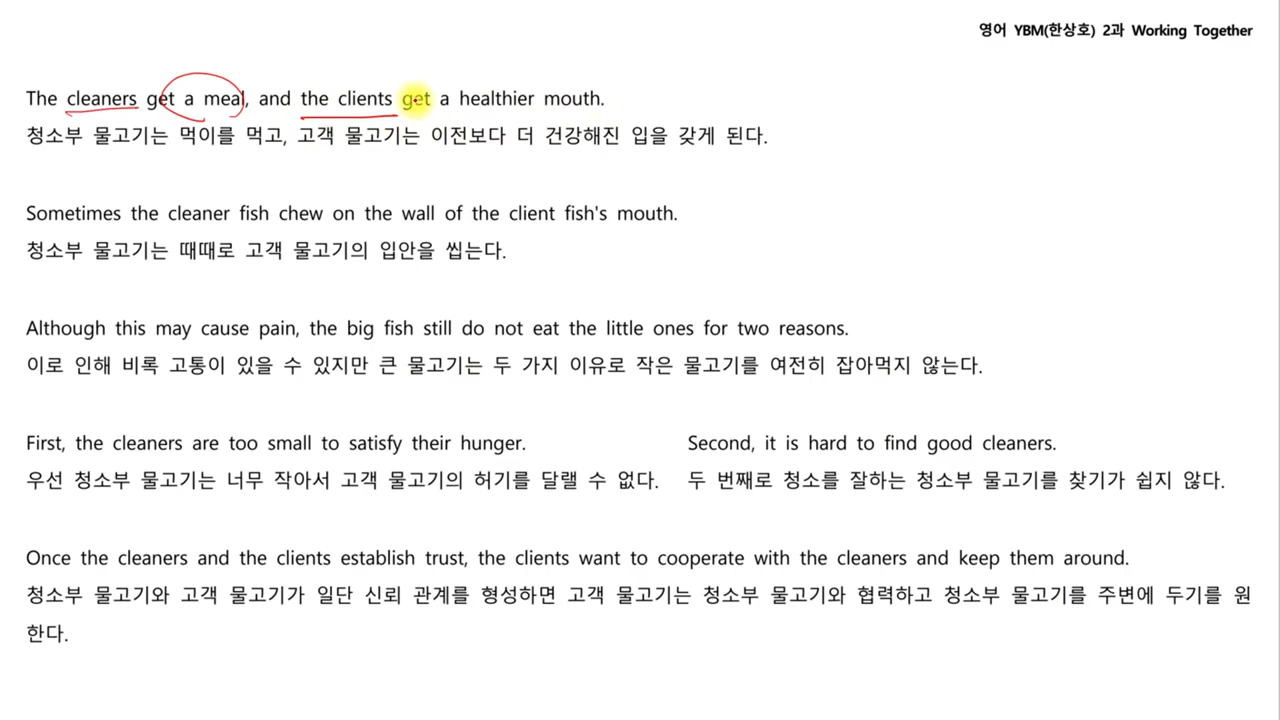 영어 YBM(한상호) 2과 Working Together
The cleaners get a meal, and the clients get a healthier mouth.
청소부 물고기는 먹이를 먹고, 고객 물고기는 이전보다 더 건강해진 입을 갖게 된다.
Sometimes the cleaner fish chew on the wall of the client fish's mouth.
청소부 물고기는 때때로 고객 물고기의 입안을 씹는다.
Although this may cause pain, the big fish still do not eat the little ones for two reasons.
이로 인해 비록 고통이 있을 수 있지만 큰 물고기는 두 가지 이유로 작은 물고기를 여전히 잡아먹지 않는다.
First, the cleaners are too small to satisfy their hunger. Second, it is hard to find good cleaners.
우선 청소부 물고기는 너무 작아서 고객 물고기의 허기를 달랠 수 없다. 두 번째로 청소를 잘하는 청소부 물고기를 찾기가 쉽지 않다.
Once the cleaners and the clients establish trust, the clients want to cooperate with the cleaners and keep them around.
청소부 물고기와 고객 물고기가 일단 신뢰 관계를 형성하면 고객 물고기는 청소부 물고기와 협력하고 청소부 물고기를 주변에 두기를 원
한다.